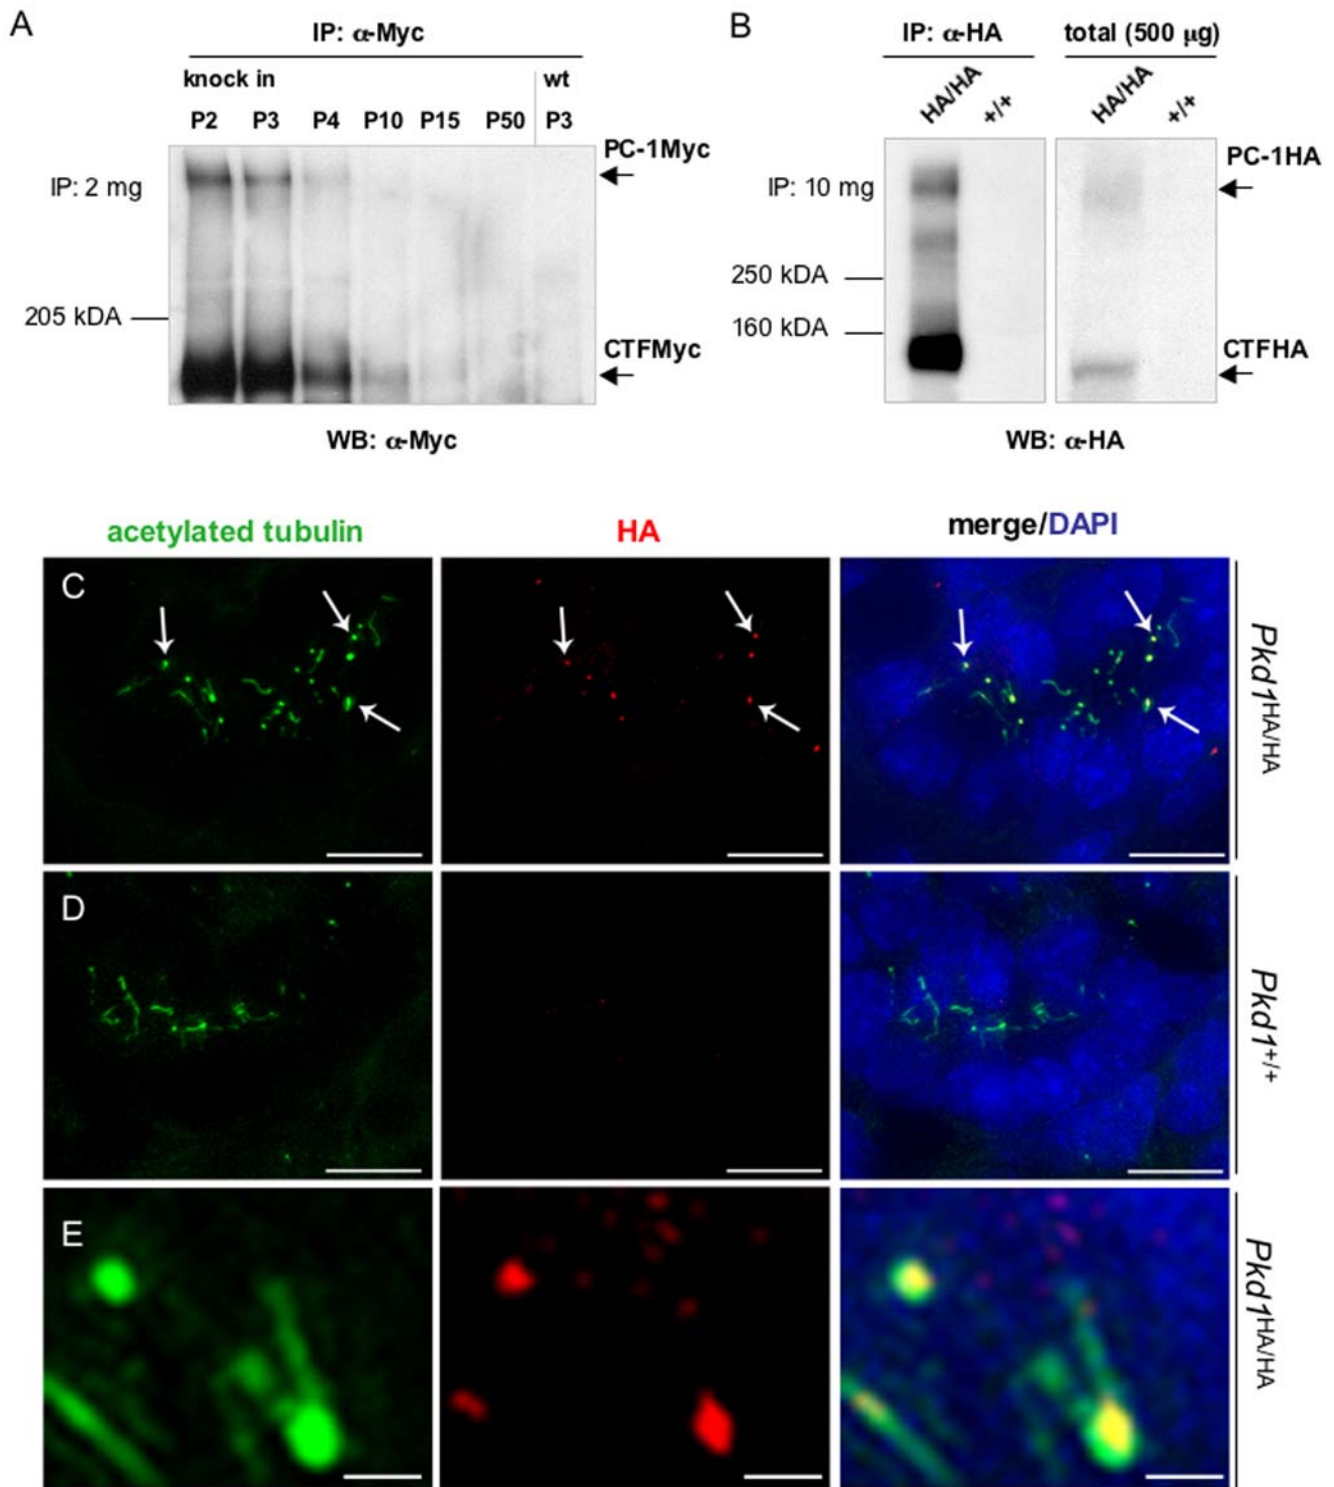 A
IP: α-Myc
knock in
wt
P2 P3 P4 P10 P15 P50 P3
PC-1Myc
IP: 2 mg
205 kDA
CTFMyc
WB: α-Myc
B
IP: α-HA
total (500 µg)
HA/HA +/+ HA/HA +/+
PC-1HA
IP: 10 mg
250 kDA
160 kDA
CTFHA
WB: α-HA
acetylated tubulin
HA
merge/DAPI
C
Pkd1HA/HA
D
Pkd1+/+
E
Pkd1HA/HA